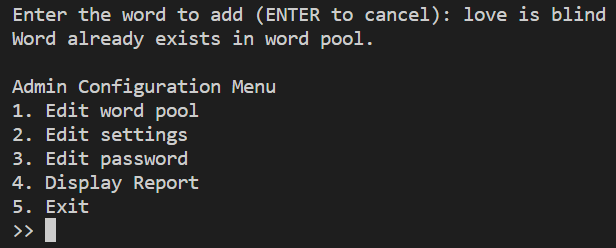 Enter the word to add (ENTER to cancel): love is blind
Word already exists in word pool.
Admin Configuration Menu
1. Edit word pool
2. Edit settings
3. Edit password
4. Display Report
5. Exit
>>